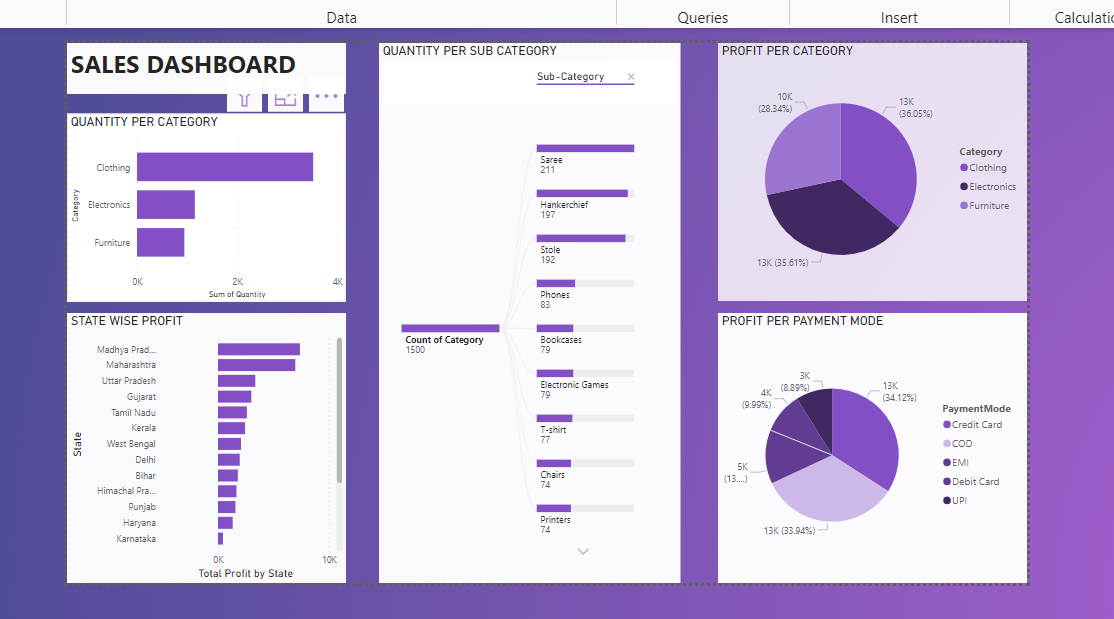 Data
Queries
Insert
Calculatio
SALES DASHBOARD
QUANTITY PER CATEGORY
Category
Clothing
Electronics
Furniture
0K
2K
4K
Sum of Quantity
STATE WISE PROFIT
State
Madhya Prad...
Maharashtra
Uttar Pradesh
Gujarat
Tamil Nadu
Kerala
West Bengal
Delhi
Bihar
Himachal Pra...
Punjab
Haryana
Karnataka
0K
10K
Total Profit by State
QUANTITY PER SUB CATEGORY
Sub-Category
Count of Category
1500
Saree
211
Hankerchief
197
Stole
192
Phones
83
Bookcases
79
Electronic Games
79
T-shirt
77
Chairs
74
Printers
74
PROFIT PER CATEGORY
10K
(28.34%)
13K
(36.05%)
13K (35.61%)
Category
Clothing
Electronics
Furniture
PROFIT PER PAYMENT MODE
3K
(8.89%)
4K
(9.99%)
5K
(13....)
13K
(34.12%)
13K (33.94%)
PaymentMode
Credit Card
COD
EMI
Debit Card
UPI